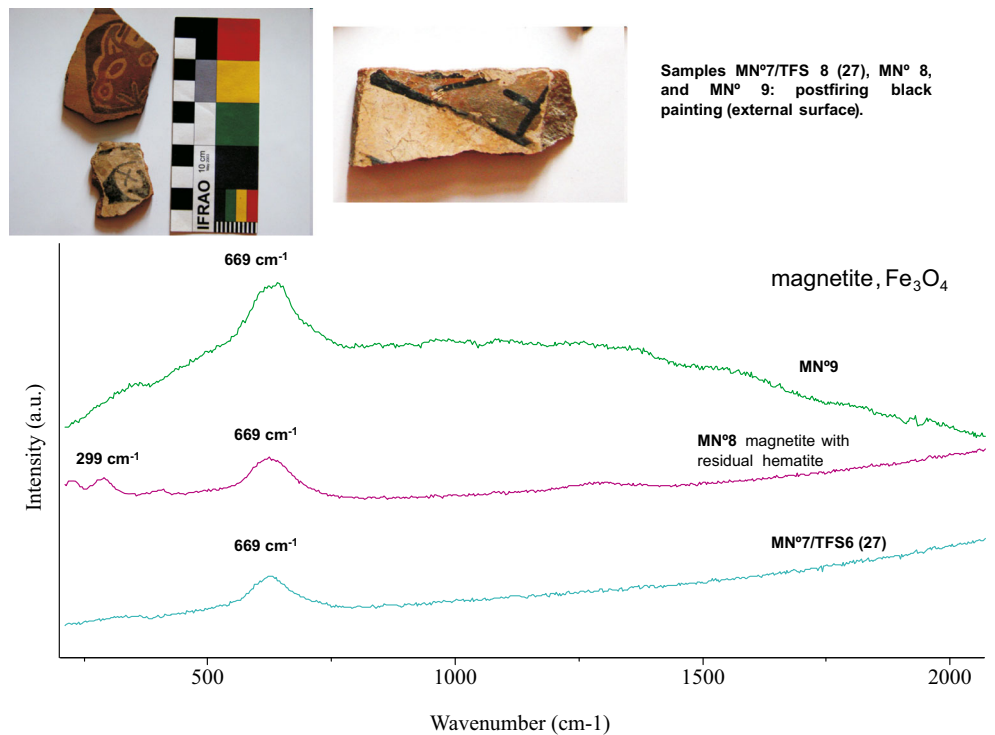 IFRAO 10 cm
Samples MNº7/TFS 8 (27), MNº 8,
and MNº 9: postfiring black
painting (external surface).
669 cm-1
magnetite, Fe3O4
MNº9
669 cm-1
299 cm-1
MNº8 magnetite with
residual hematite
669 cm-1
MNº7/TFS6 (27)
Intensity (a.u.)
500
1000
1500
2000
Wavenumber (cm-1)